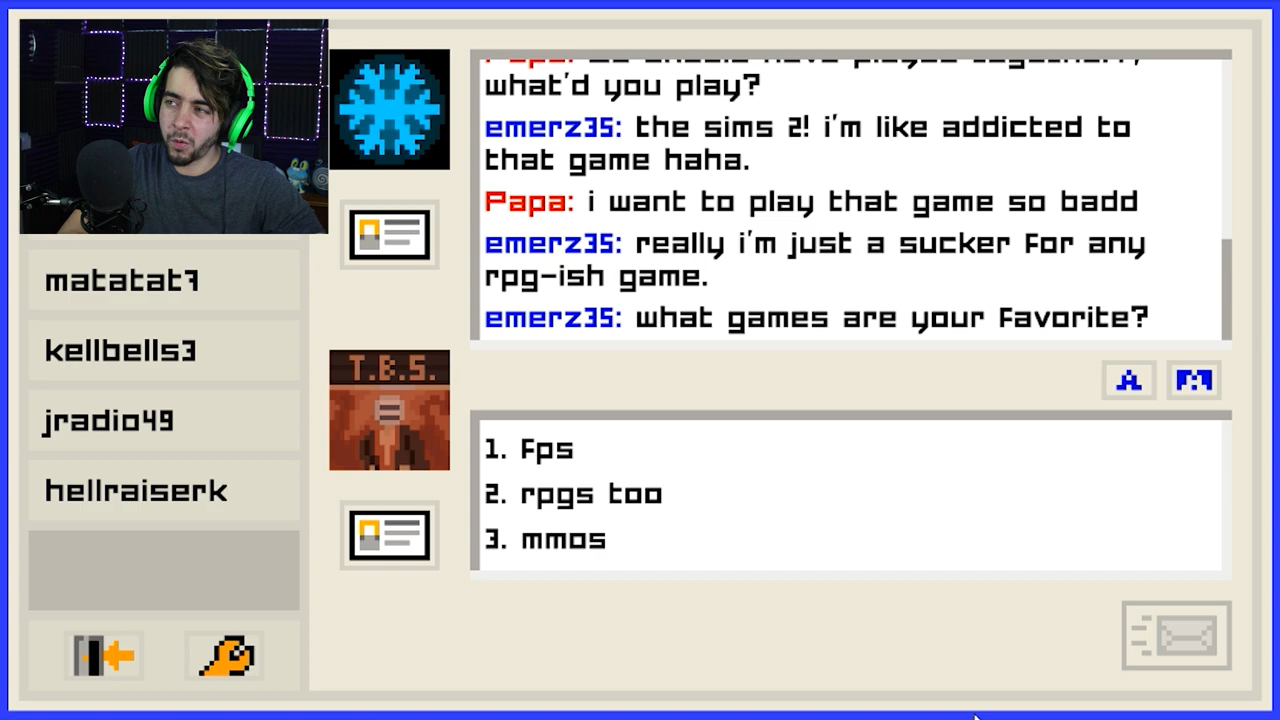 what'd you play?
emerz35: the sims 2! i'm like addicted to
that game haha.
Papa: i want to play that game so badd
emerz35: really i'm just a sucker for any
rpg-ish game.
emerz35: what games are your favorite?
matatat7
kellbells3
jradio49
hellraiserk
T.B.S.
A
1. fps
2. rpgs too
3. mmos